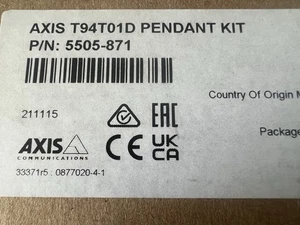 AXIS T94T01D PENDANT KIT
P/N: 5505-871
Country Of Origin M
211115
EAC
Package
AXIS
COMMUNICATIONS
CE
UK
CA
33371r5 : 0877020-4-1